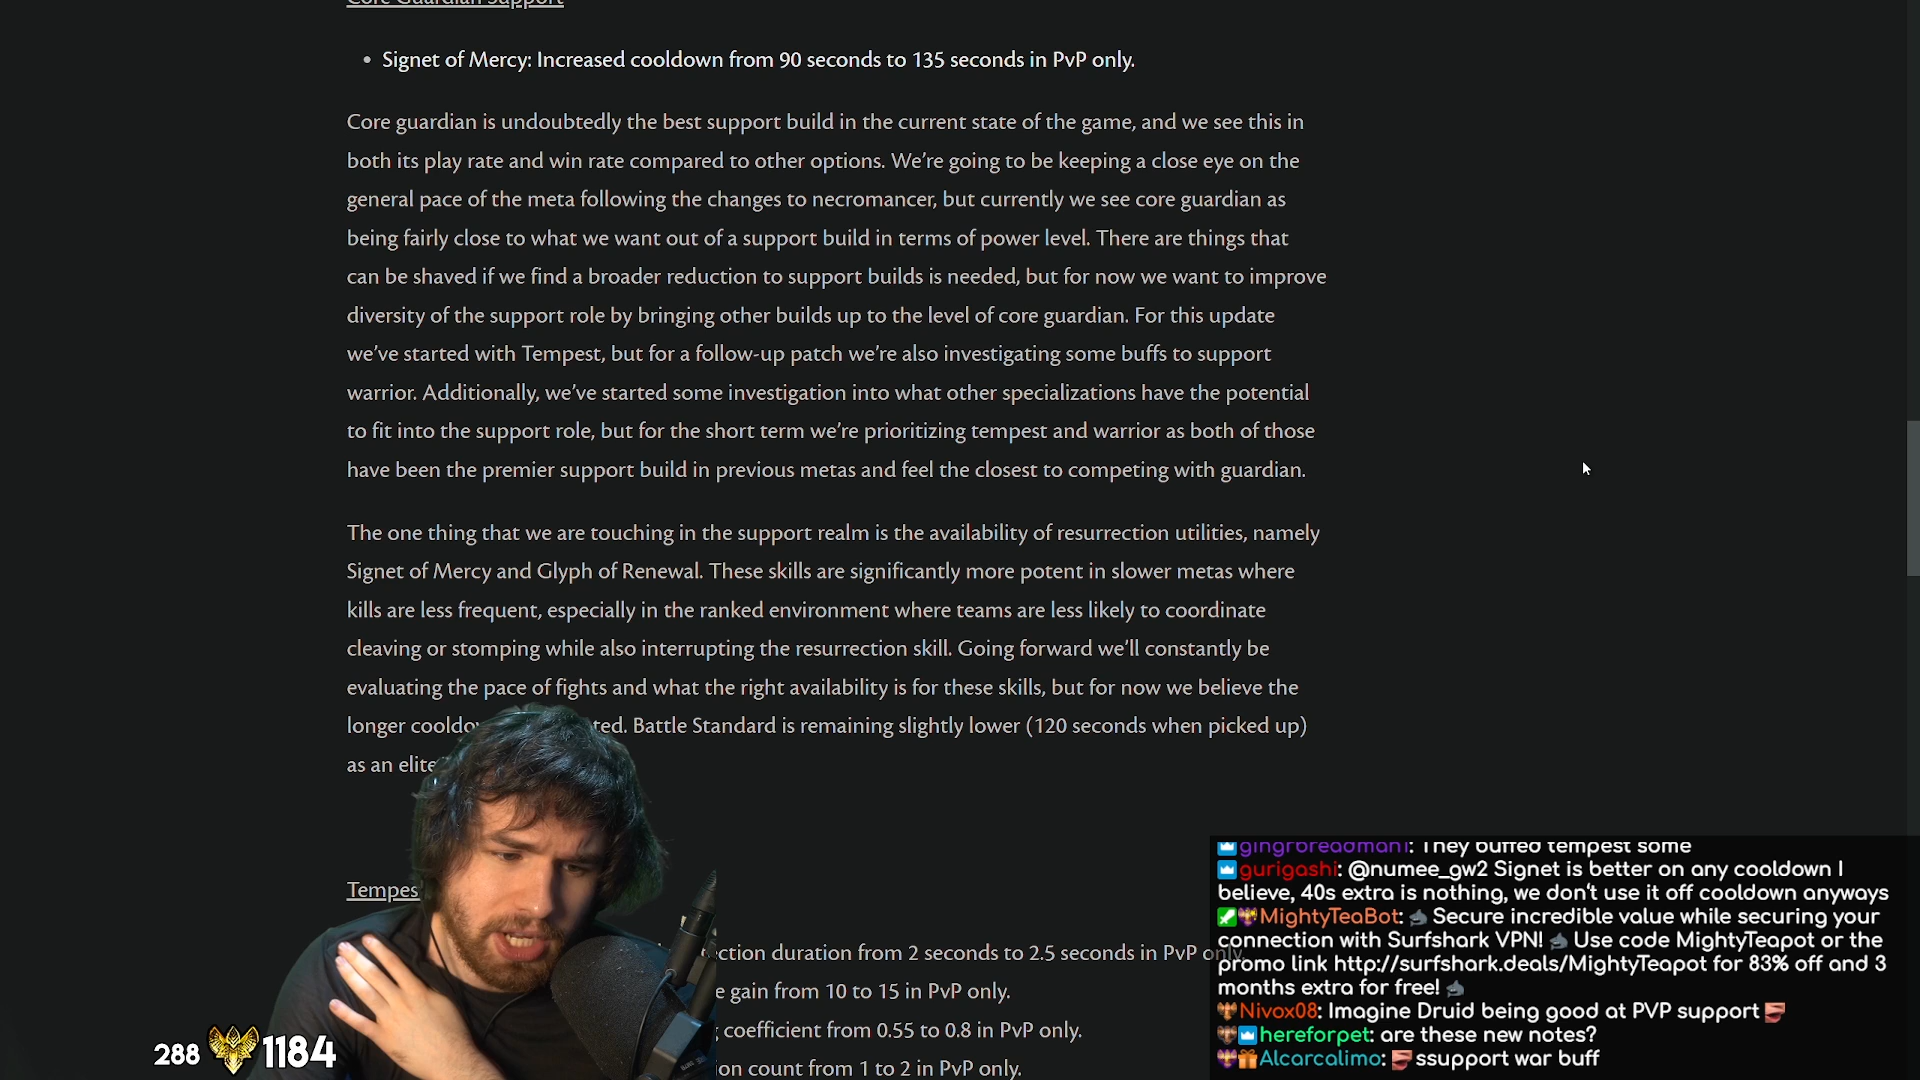 Core Guardian Support
• Signet of Mercy: Increased cooldown from 90 seconds to 135 seconds in PvP only.
Core guardian is undoubtedly the best support build in the current state of the game, and we see this in
both its play rate and win rate compared to other options. We're going to be keeping a close eye on the
general pace of the meta following the changes to necromancer, but currently we see core guardian as
being fairly close to what we want out of a support build in terms of power level. There are things that
can be shaved if we find a broader reduction to support builds is needed, but for now we want to improve
diversity of the support role by bringing other builds up to the level of core guardian. For this update
we've started with Tempest, but for a follow-up patch we're also investigating some buffs to support
warrior. Additionally, we've started some investigation into what other specializations have the potential
to fit into the support role, but for the short term we're prioritizing tempest and warrior as both of those
have been the premier support build in previous metas and feel the closest to competing with guardian.
The one thing that we are touching in the support realm is the availability of resurrection utilities, namely
Signet of Mercy and Glyph of Renewal. These skills are significantly more potent in slower metas where
kills are less frequent, especially in the ranked environment where teams are less likely to coordinate
cleaving or stomping while also interrupting the resurrection skill. Going forward we'll constantly be
evaluating the pace of fights and what the right availability is for these skills, but for now we believe the
longer cooldo ted. Battle Standard is remaining slightly lower (120 seconds when picked up)
as an elite
Tempes
ction duration from 2 seconds to 2.5 seconds in PvP only.
e gain from 10 to 15 in PvP only.
coefficient from 0.55 to 0.8 in PvP only.
ion count from 1 to 2 in PvP only.
288 1184
gingrbreadman1: They buffed tempest some
gurigashi: @numee_gw2 Signet is better on any cooldown I
believe, 40s extra is nothing, we don't use it off cooldown anyways
MightyTeaBot: Secure incredible value while securing your
connection with Surfshark VPN! Use code MightyTeapot or the
promo link http://surfshark.deals/MightyTeapot for 83% off and 3
months extra for free!
Nivox08: Imagine Druid being good at PVP support
hereforpet: are these new notes?
Alcarcalimo: ssupport war buff